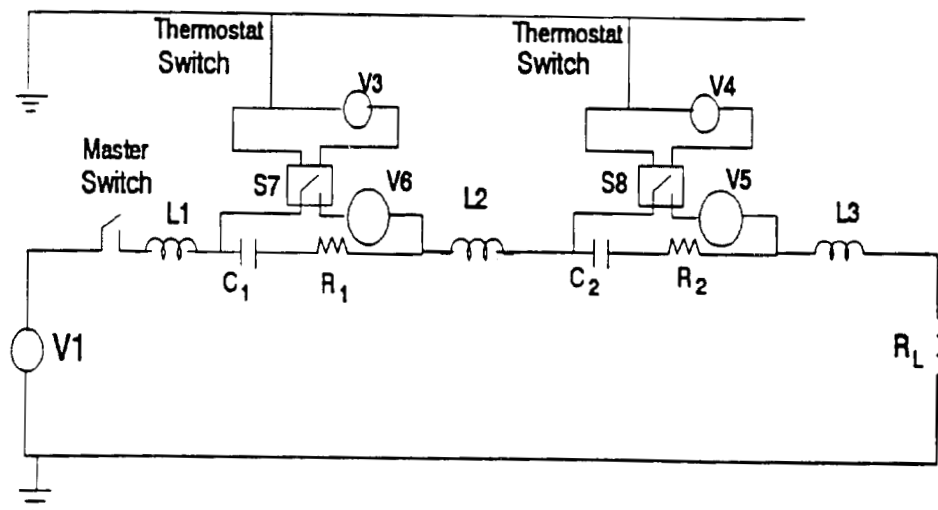 Thermostat
Switch
Thermostat
Switch
V3
V4
Master
Switch
S7
V6
L2
S8
V5
L1
L3
C1
R1
C2
R2
V1
RL